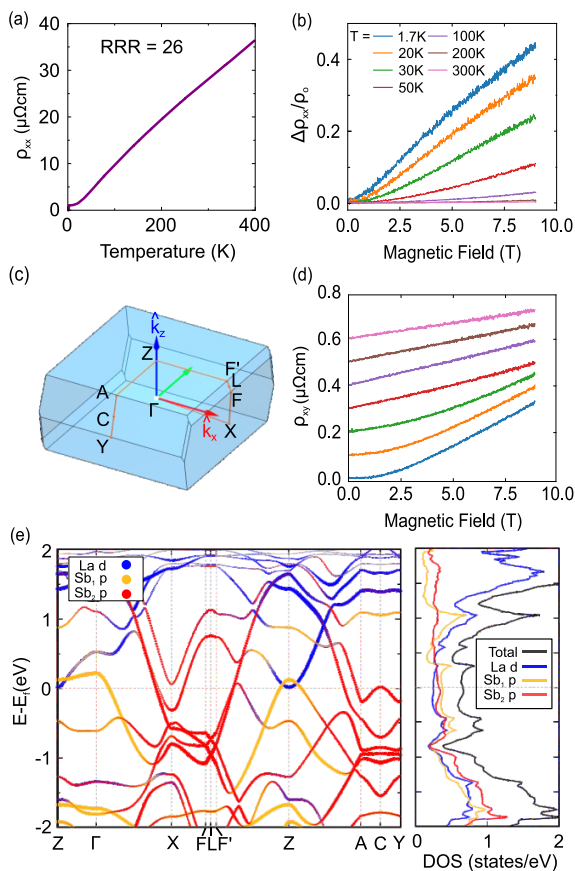 (a)
RRR = 26
40
30
20
10
0
0
200
400
ρxx (μΩcm)
Temperature (K)
(b)
T =
1.7K
20K
30K
50K
100K
200K
300K
0.4
0.2
0.0
0.0
2.5
5.0
7.5
10.0
Δρxx/ρo
Magnetic Field (T)
(c)
k̂z
Z
F'
L
F
A
Γ
C
X
k̂x
Y
(d)
0.8
0.6
0.4
0.2
0.0
0.0
2.5
5.0
7.5
10.0
ρxy (μΩcm)
Magnetic Field (T)
(e)
2
1
0
-1
-2
E-Ef(eV)
La d
Sb1 p
Sb2 p
Z Γ X F L F' Z A C Y
Total
La d
Sb1 p
Sb2 p
0 1 2
DOS (states/eV)